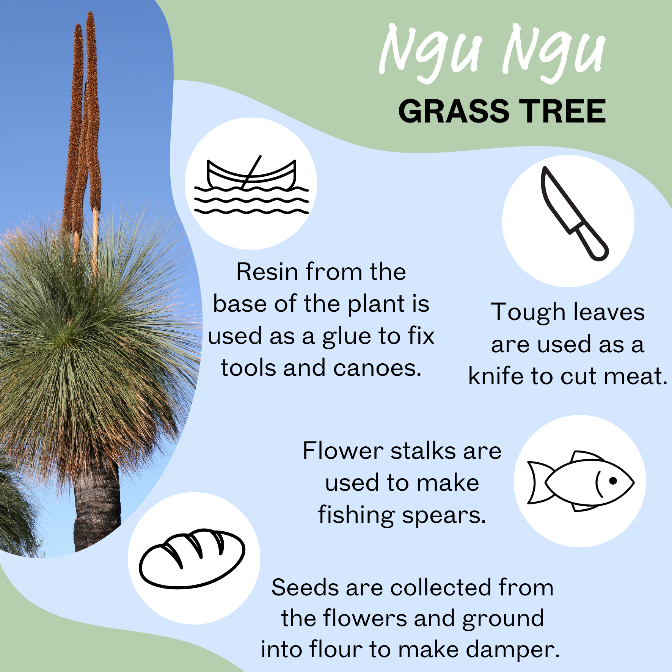 Ngu Ngu
GRASS TREE
Resin from the
base of the plant is
used as a glue to fix
tools and canoes.
Tough leaves
are used as a
knife to cut meat.
Flower stalks are
used to make
fishing spears.
Seeds are collected from
the flowers and ground
into flour to make damper.